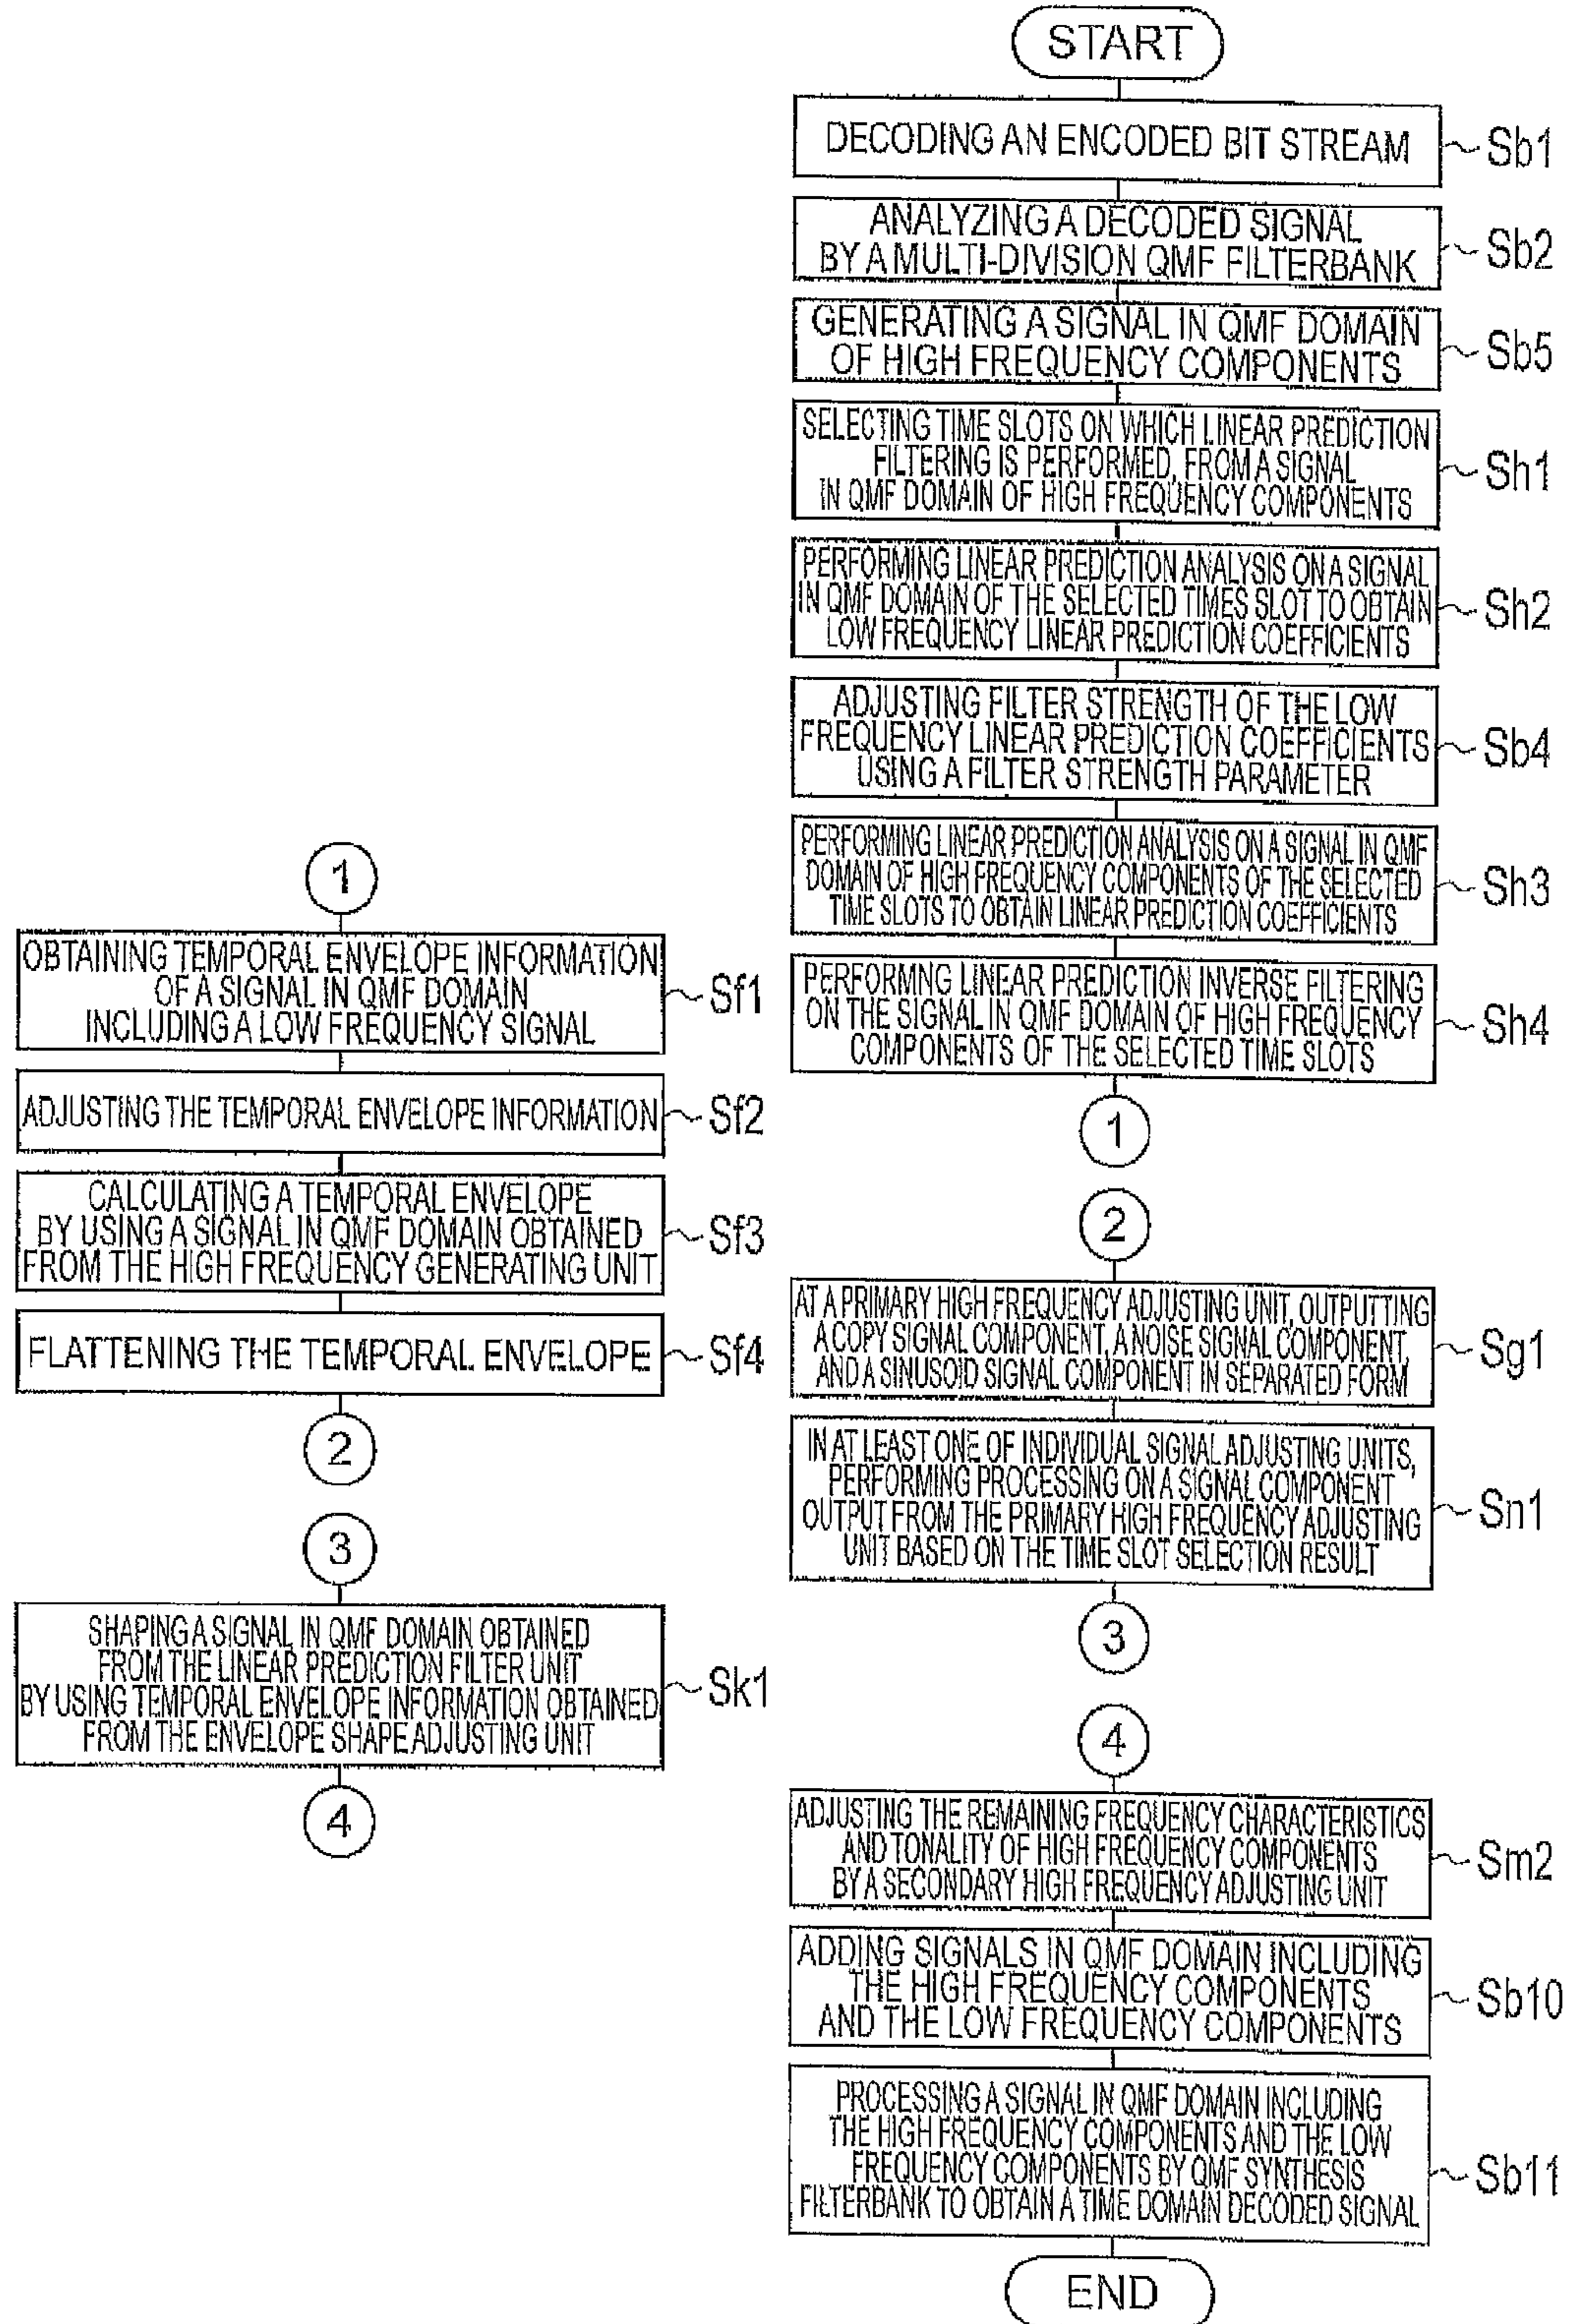 START
DECODING AN ENCODED BIT STREAM
Sb1
ANALYZING A DECODED SIGNAL
BY A MULTI-DIVISION QMF FILTERBANK
Sb2
GENERATING A SIGNAL IN QMF DOMAIN
OF HIGH FREQUENCY COMPONENTS
Sb5
SELECTING TIME SLOTS ON WHICH LINEAR PREDICTION
FILTERING IS PERFORMED, FROM A SIGNAL
IN QMF DOMAIN OF HIGH FREQUENCY COMPONENTS
Sh1
PERFORMING LINEAR PREDICTION ANALYSIS ON A SIGNAL
IN QMF DOMAIN OF THE SELECTED TIMES SLOT TO OBTAIN
LOW FREQUENCY LINEAR PREDICTION COEFFICIENTS
Sh2
ADJUSTING FILTER STRENGTH OF THE LOW
FREQUENCY LINEAR PREDICTION COEFFICIENTS
USING A FILTER STRENGTH PARAMETER
Sb4
PERFORMING LINEAR PREDICTION ANALYSIS ON A SIGNAL IN QMF
DOMAIN OF HIGH FREQUENCY COMPONENTS OF THE SELECTED
TIME SLOTS TO OBTAIN LINEAR PREDICTION COEFFICIENTS
Sh3
PERFORMNG LINEAR PREDICTION INVERSE FILTERING
ON THE SIGNAL IN QMF DOMAIN OF HIGH FREQUENCY
COMPONENTS OF THE SELECTED TIME SLOTS
Sh4
1
1
OBTAINING TEMPORAL ENVELOPE INFORMATION
OF A SIGNAL IN QMF DOMAIN
INCLUDING A LOW FREQUENCY SIGNAL
Sf1
ADJUSTING THE TEMPORAL ENVELOPE INFORMATION
Sf2
CALCULATING A TEMPORAL ENVELOPE
BY USING A SIGNAL IN QMF DOMAIN OBTAINED
FROM THE HIGH FREQUENCY GENERATING UNIT
Sf3
FLATTENING THE TEMPORAL ENVELOPE
Sf4
2
2
AT A PRIMARY HIGH FREQUENCY ADJUSTING UNIT, OUTPUTTING
A COPY SIGNAL COMPONENT, A NOISE SIGNAL COMPONENT,
AND A SINUSOID SIGNAL COMPONENT IN SEPARATED FORM
Sg1
IN AT LEAST ONE OF INDIVIDUAL SIGNAL ADJUSTING UNITS,
PERFORMING PROCESSING ON A SIGNAL COMPONENT
OUTPUT FROM THE PRIMARY HIGH FREQUENCY ADJUSTING
UNIT BASED ON THE TIME SLOT SELECTION RESULT
Sn1
3
3
SHAPING A SIGNAL IN QMF DOMAIN OBTAINED
FROM THE LINEAR PREDICTION FILTER UNIT
BY USING TEMPORAL ENVELOPE INFORMATION OBTAINED
FROM THE ENVELOPE SHAPE ADJUSTING UNIT
Sk1
4
4
ADJUSTING THE REMAINING FREQUENCY CHARACTERISTICS
AND TONALITY OF HIGH FREQUENCY COMPONENTS
BY A SECONDARY HIGH FREQUENCY ADJUSTING UNIT
Sm2
ADDING SIGNALS IN QMF DOMAIN INCLUDING
THE HIGH FREQUENCY COMPONENTS
AND THE LOW FREQUENCY COMPONENTS
Sb10
PROCESSING A SIGNAL IN QMF DOMAIN INCLUDING
THE HIGH FREQUENCY COMPONENTS AND THE LOW
FREQUENCY COMPONENTS BY QMF SYNTHESIS
FILTERBANK TO OBTAIN A TIME DOMAIN DECODED SIGNAL
Sb11
END